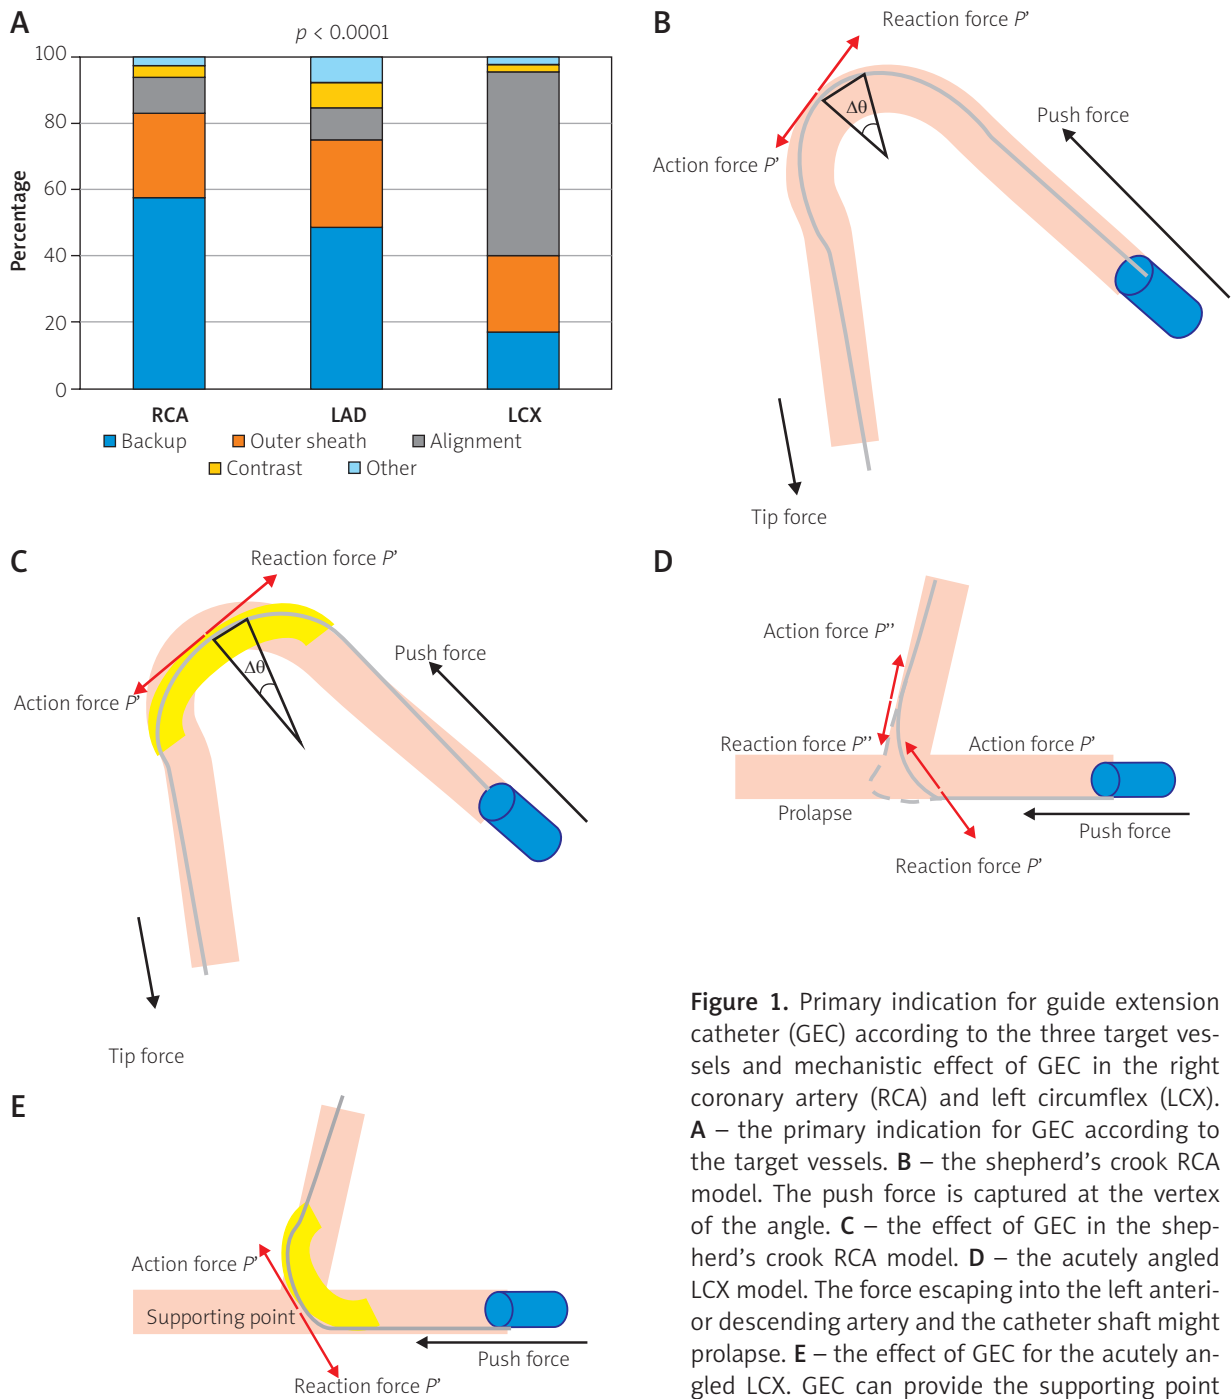 A
p < 0.0001
100
80
60
40
20
0
Percentage
RCA LAD LCX
Backup Outer sheath Alignment
Contrast Other
B
Reaction force P'
Δθ
Action force P'
Push force
Tip force
C
Reaction force P'
Δθ
Push force
Action force P'
Tip force
D
Action force P''
Reaction force P'' Action force P'
Prolapse
Push force
Reaction force P'
E
Action force P'
Supporting point
Push force
Reaction force P'
Figure 1. Primary indication for guide extension
catheter (GEC) according to the three target ves-
sels and mechanistic effect of GEC in the right
coronary artery (RCA) and left circumflex (LCX).
A – the primary indication for GEC according to
the target vessels. B – the shepherd's crook RCA
model. The push force is captured at the vertex
of the angle. C – the effect of GEC in the shep-
herd's crook RCA model. D – the acutely angled
LCX model. The force escaping into the left anteri-
or descending artery and the catheter shaft might
prolapse. E – the effect of GEC for the acutely an-
gled LCX. GEC can provide the supporting point